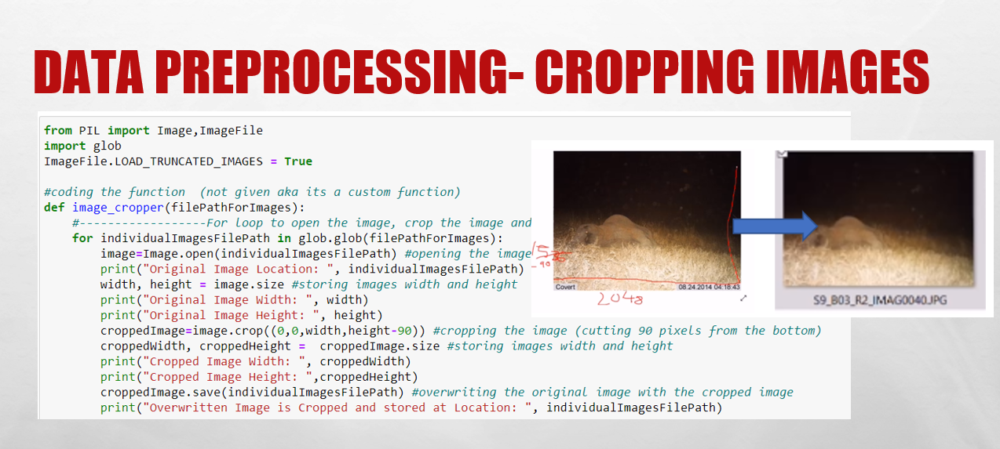 DATA PREPROCESSING- CROPPING IMAGES
from PIL import Image,ImageFile
import glob
ImageFile.LOAD_TRUNCATED_IMAGES = True
#coding the function  (not given aka its a custom function)
def image_cropper(filePathForImages):
    #------------------For loop to open the image, crop the image and
    for individualImagesFilePath in glob.glob(filePathForImages):
        image=Image.open(individualImagesFilePath) #opening the image
        print("Original Image Location: ", individualImagesFilePath)
        width, height = image.size #storing images width and height
        print("Original Image Width: ", width)
        print("Original Image Height: ", height)
        croppedImage=image.crop((0,0,width,height-90)) #cropping the image (cutting 90 pixels from the bottom)
        croppedWidth, croppedHeight =  croppedImage.size #storing images width and height
        print("Cropped Image Width: ", croppedWidth)
        print("Cropped Image Height: ",croppedHeight)
        croppedImage.save(individualImagesFilePath) #overwriting the original image with the cropped image
        print("Overwritten Image is Cropped and stored at Location: ", individualImagesFilePath)
-90
Covert 08.24.2014 04:18:43
2048
S9_B03_R2_IMAG0040.JPG